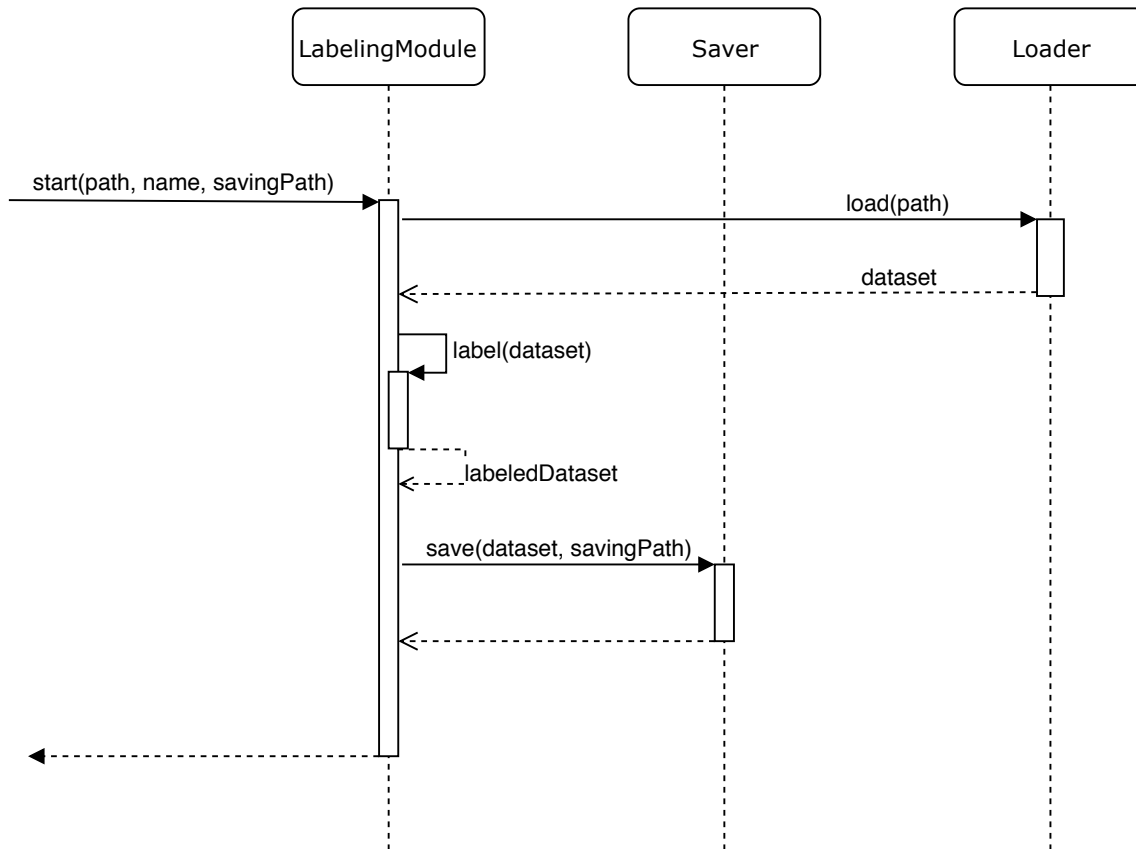 LabelingModule
Saver
Loader
start(path, name, savingPath)
load(path)
dataset
label(dataset)
labeledDataset
save(dataset, savingPath)